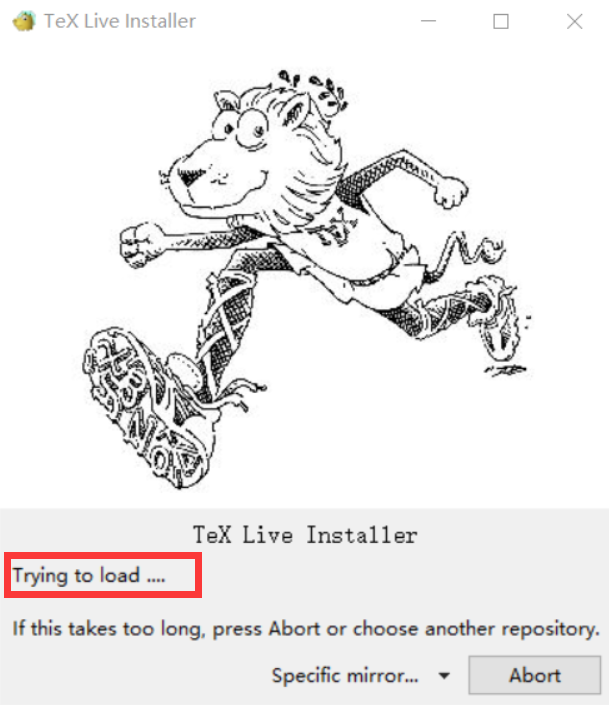 TeX Live Installer
TeX
TeX Live Installer
Trying to load ....
If this takes too long, press Abort or choose another repository.
Specific mirror... Abort